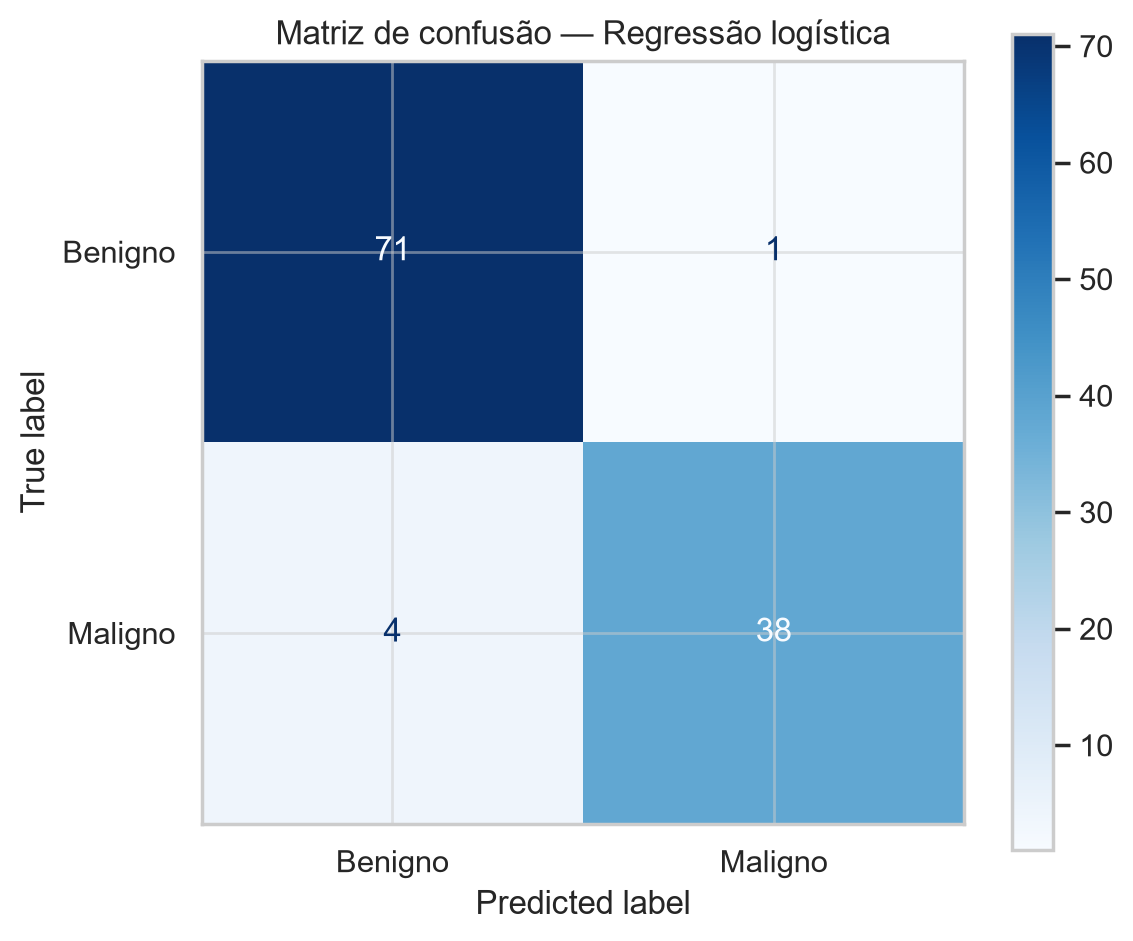 Matriz de confusão — Regressão logística
True label
Benigno
Maligno
71
1
4
38
Benigno
Maligno
Predicted label
70
60
50
40
30
20
10